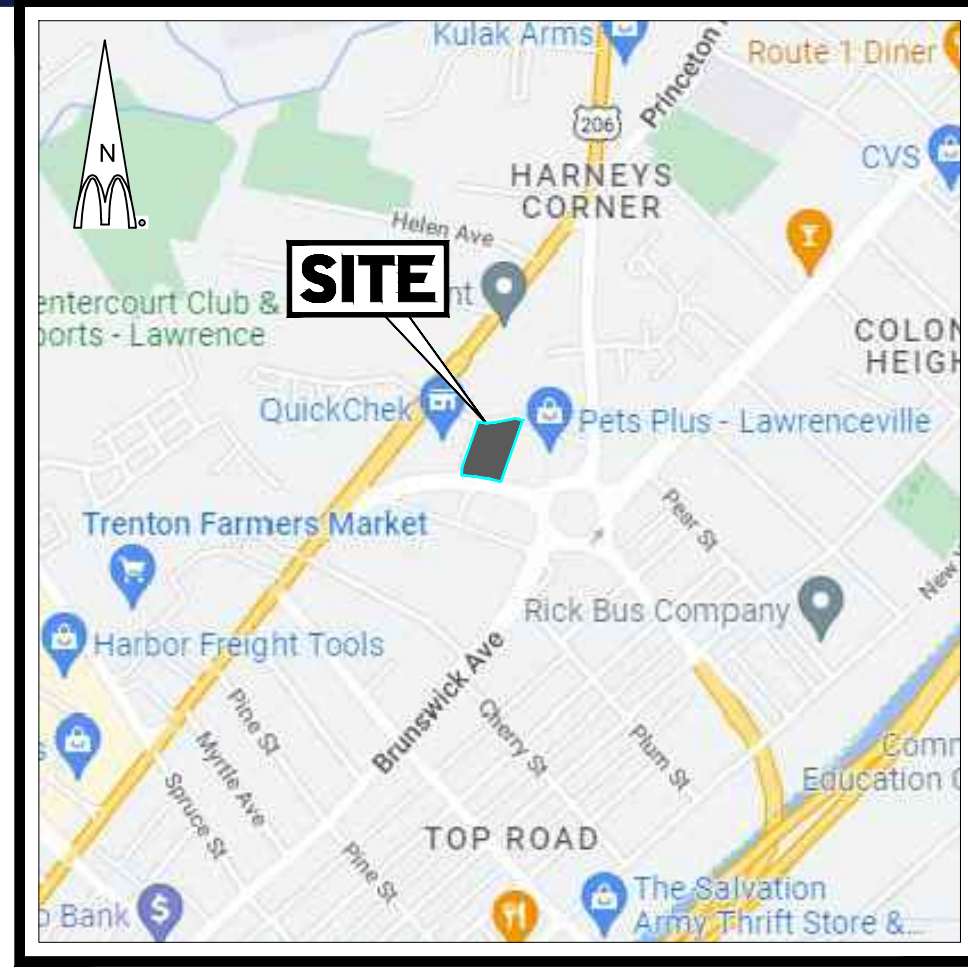 Kulak Arms
Princeton
Route 1 Diner
N
206
CVS
HARNEYS
CORNER
Helen Ave
SITE
nt
entercourt Club &
ports - Lawrence
COLON
HEIGH
QuickChek
Pets Plus - Lawrenceville
Trenton Farmers Market
Pear St
New
Rick Bus Company
Harbor Freight Tools
Brunswick Ave
Pine St
Cherry St
Plum St
Myrtle Ave
s
Comm
Education C
Spruce St
TOP ROAD
Pine St
The Salvation
Army Thrift Store &...
o Bank